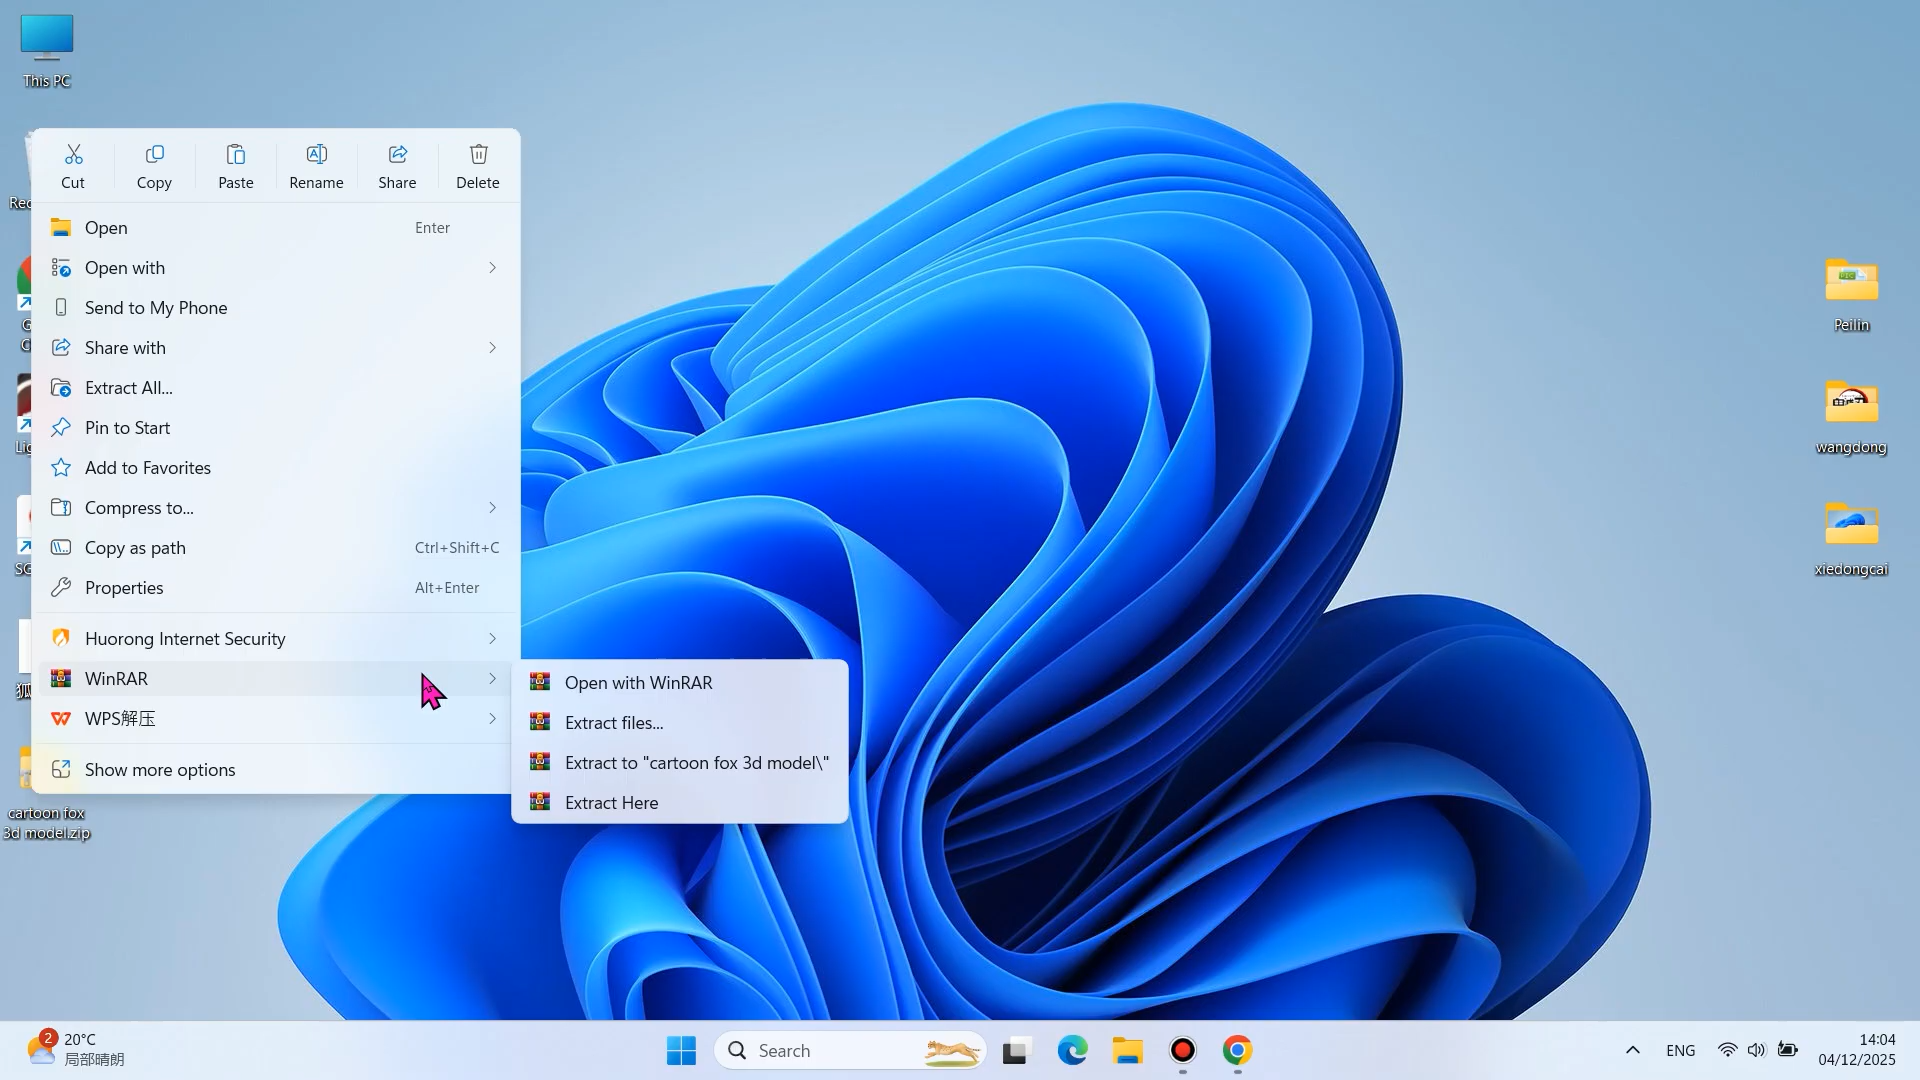 This PC
Cut
Copy
Paste
Rename
Share
Delete
Open
Enter
Open with
Send to My Phone
Share with
Extract All...
Pin to Start
Add to Favorites
Compress to...
Copy as path
Ctrl+Shift+C
Properties
Alt+Enter
Huorong Internet Security
WinRAR
WPS解压
Show more options
Open with WinRAR
Extract files...
Extract to "cartoon fox 3d model\"
Extract Here
cartoon fox
3d model.zip
Peilin
wangdong
xiedongcai
2
20°C
局部晴朗
Search
ENG
14:04
04/12/2025